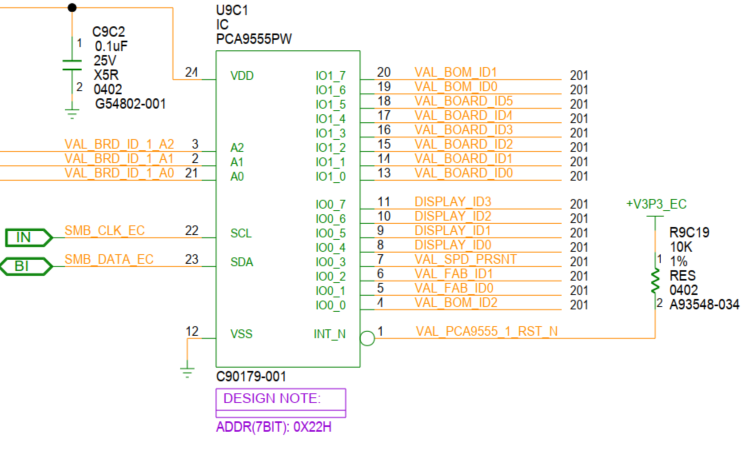 U9C1
IC
PCA9555PW
C9C2
1 0.1uF
25V
X5R
2 0402
G54802-001
24 VDD
IO1_7 20 VAL_BOM_ID1 201
IO1_6 19 VAL_BOM_ID0 201
IO1_5 18 VAL_BOARD_ID5 201
IO1_4 17 VAL_BOARD_ID4 201
IO1_3 16 VAL_BOARD_ID3 201
VAL_BRD_ID_1_A2 3 A2 IO1_2 15 VAL_BOARD_ID2 201
VAL_BRD_ID_1_A1 2 A1 IO1_1 14 VAL_BOARD_ID1 201
VAL_BRD_ID_1_A0 21 A0 IO1_0 13 VAL_BOARD_ID0 201
IO0_7 11 DISPLAY_ID3 201
IO0_6 10 DISPLAY_ID2 201
IN SMB_CLK_EC 22 SCL IO0_5 9 DISPLAY_ID1 201
IO0_4 8 DISPLAY_ID0 201
BI SMB_DATA_EC 23 SDA IO0_3 7 VAL_SPD_PRSNT 201
IO0_2 6 VAL_FAB_ID1 201
IO0_1 5 VAL_FAB_ID0 201
IO0_0 4 VAL_BOM_ID2 201
+V3P3_EC
R9C19
10K
1 1%
RES
0402
2 A93548-034
12 VSS INT_N 1 VAL_PCA9555_1_RST_N
C90179-001
DESIGN NOTE:
ADDR(7BIT): 0X22H